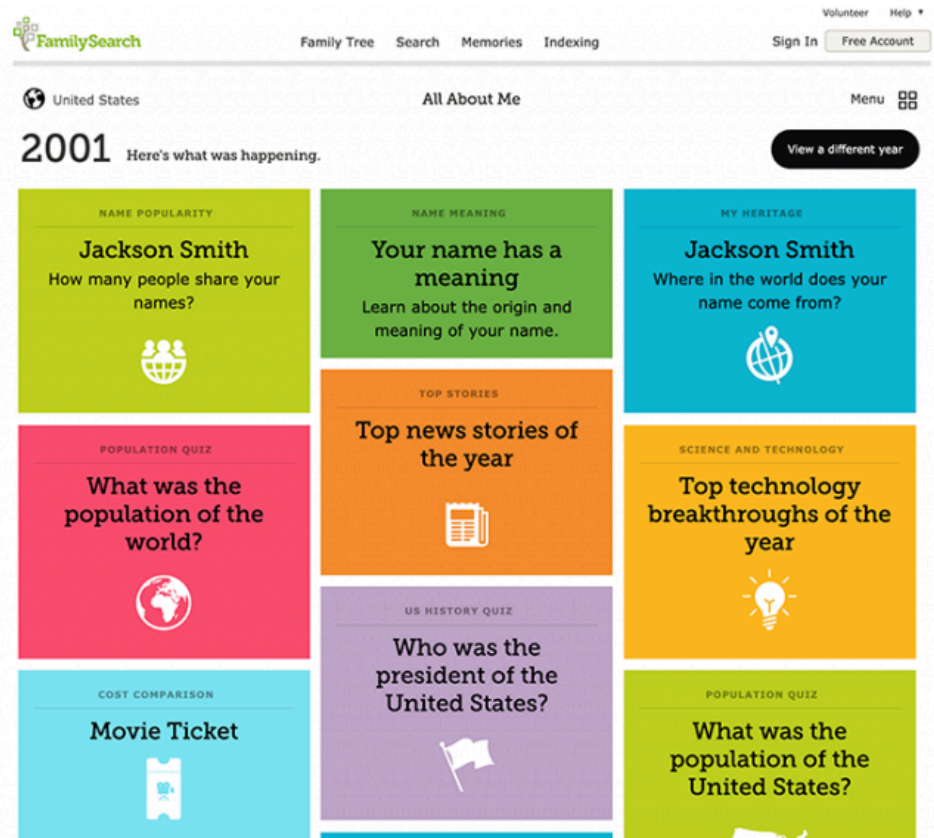 Volunteer Help
FamilySearch
Family Tree Search Memories Indexing
Sign In Free Account
United States
All About Me
Menu
2001 Here's what was happening.
View a different year
NAME POPULARITY
Jackson Smith
How many people share your
names?
NAME MEANING
Your name has a
meaning
Learn about the origin and
meaning of your name.
MY HERITAGE
Jackson Smith
Where in the world does your
name come from?
TOP STORIES
Top news stories of
the year
POPULATION QUIZ
What was the
population of the
world?
SCIENCE AND TECHNOLOGY
Top technology
breakthroughs of the
year
US HISTORY QUIZ
Who was the
president of the
United States?
COST COMPARISON
Movie Ticket
POPULATION QUIZ
What was the
population of the
United States?